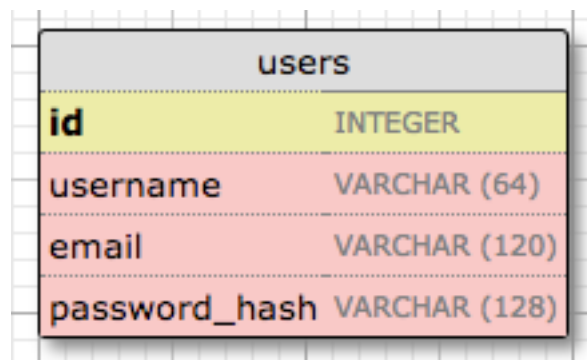 users
id INTEGER
username VARCHAR (64)
email VARCHAR (120)
password_hash VARCHAR (128)